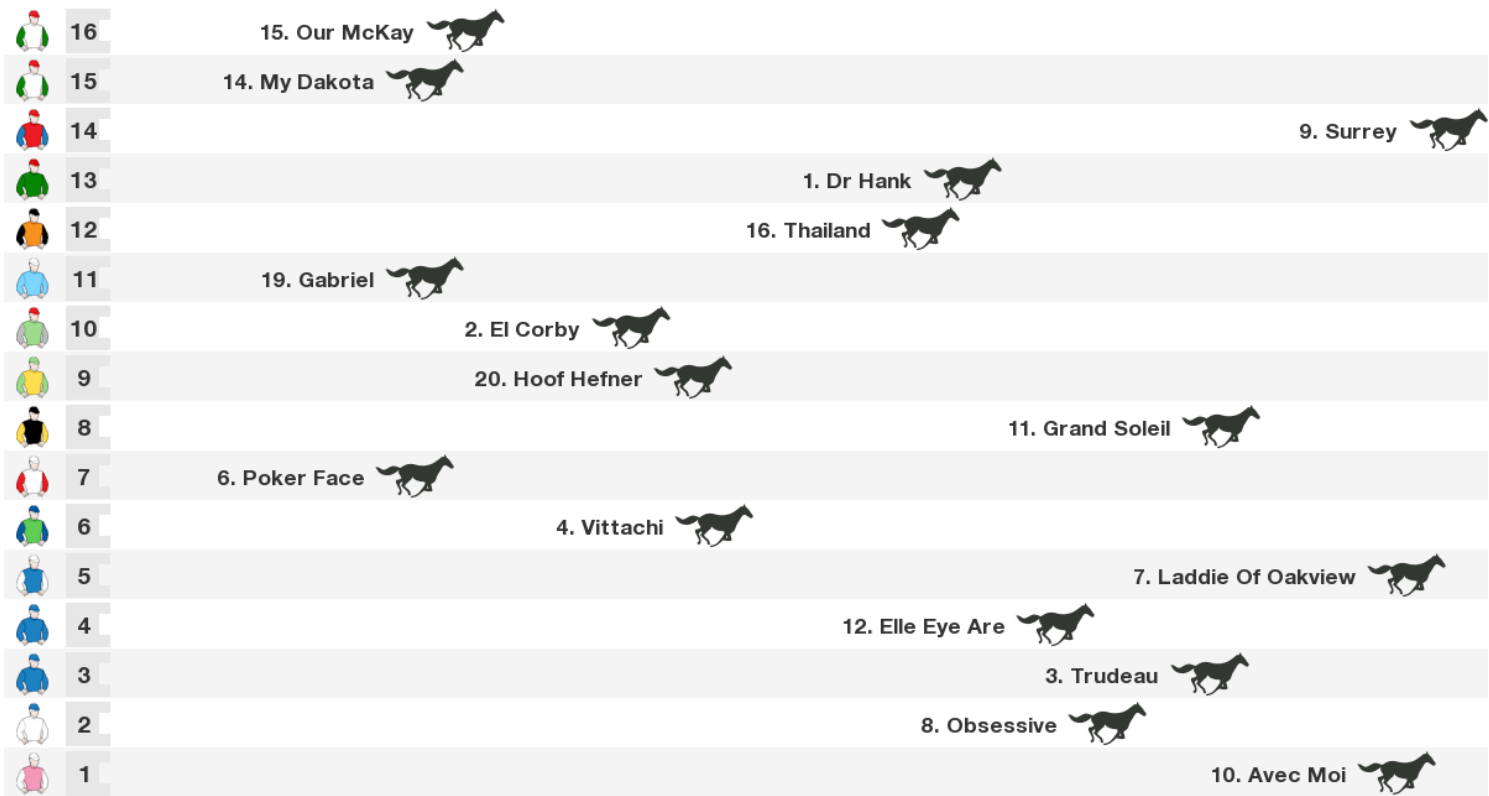 16 15. Our McKay
15 14. My Dakota
14 9. Surrey
13 1. Dr Hank
12 16. Thailand
11 19. Gabriel
10 2. El Corby
9 20. Hoof Hefner
8 11. Grand Soleil
7 6. Poker Face
6 4. Vittachi
5 7. Laddie Of Oakview
4 12. Elle Eye Are
3 3. Trudeau
2 8. Obsessive
1 10. Avec Moi